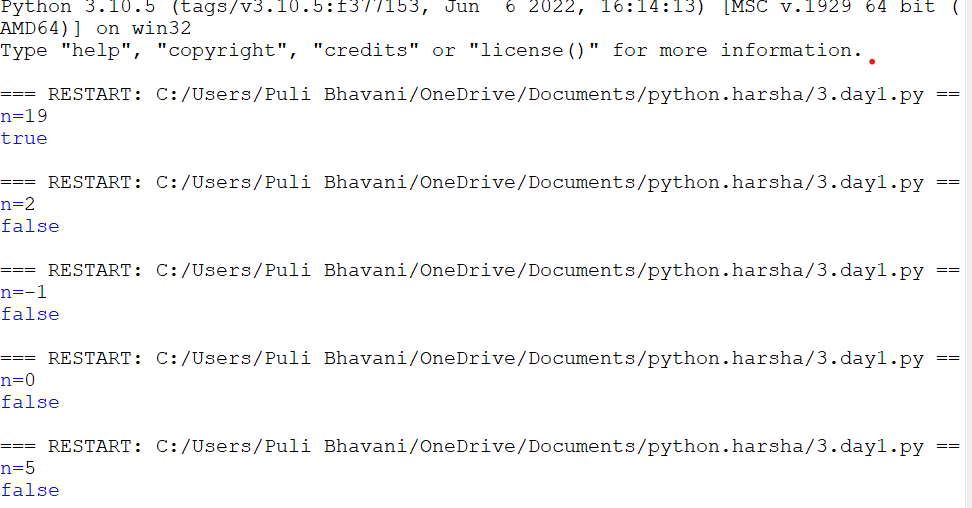 Python 3.10.5 (tags/v3.10.5:f377153, Jun  6 2022, 16:14:13) [MSC v.1929 64 bit (
AMD64)] on win32
Type "help", "copyright", "credits" or "license()" for more information.
=== RESTART: C:/Users/Puli Bhavani/OneDrive/Documents/python.harsha/3.day1.py ==
n=19
true
=== RESTART: C:/Users/Puli Bhavani/OneDrive/Documents/python.harsha/3.day1.py ==
n=2
false
=== RESTART: C:/Users/Puli Bhavani/OneDrive/Documents/python.harsha/3.day1.py ==
n=-1
false
=== RESTART: C:/Users/Puli Bhavani/OneDrive/Documents/python.harsha/3.day1.py ==
n=0
false
=== RESTART: C:/Users/Puli Bhavani/OneDrive/Documents/python.harsha/3.day1.py ==
n=5
false